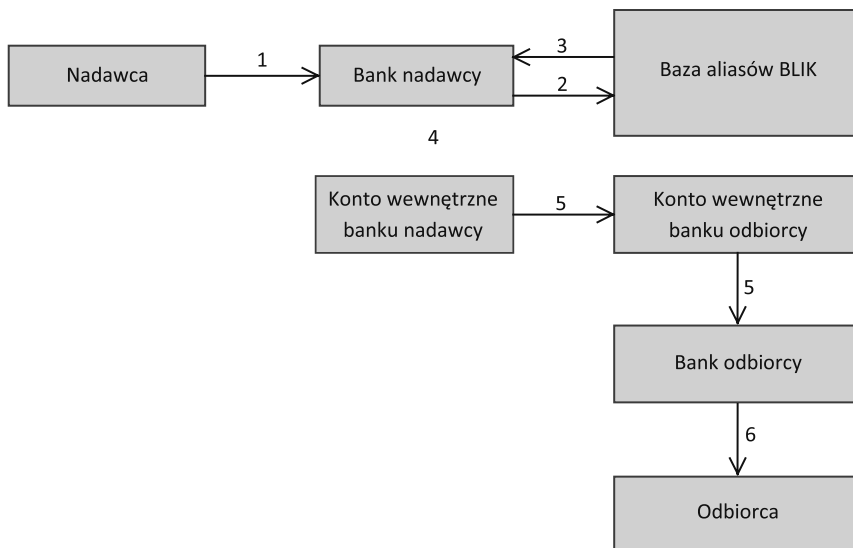 Nadawca
1
Bank nadawcy
3
2
Baza aliasów BLIK
4
Konto wewnętrzne
banku nadawcy
5
Konto wewnętrzne
banku odbiorcy
5
Bank odbiorcy
6
Odbiorca